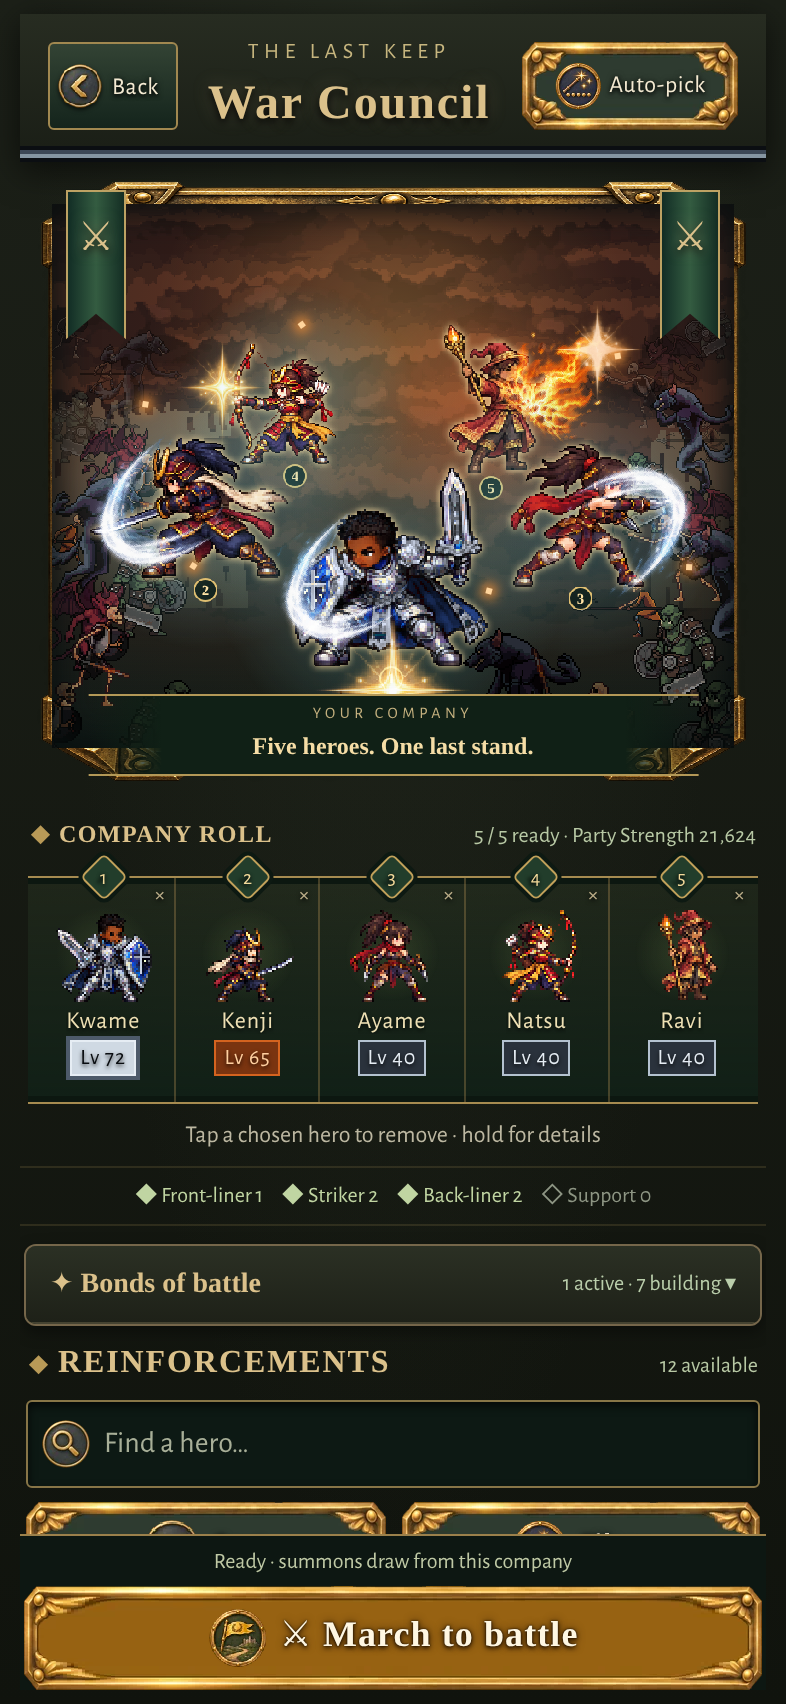 THE LAST KEEP
Back
War Council
Auto-pick
4
5
2
3
YOUR COMPANY
Five heroes. One last stand.
COMPANY ROLL
5 / 5 ready · Party Strength 21,624
1 2 3 4 5
× × × × ×
Kwame Kenji Ayame Natsu Ravi
Lv 72 Lv 65 Lv 40 Lv 40 Lv 40
Tap a chosen hero to remove · hold for details
Front-liner 1 Striker 2 Back-liner 2 Support 0
Bonds of battle
1 active · 7 building ▾
REINFORCEMENTS
12 available
Find a hero...
Ready · summons draw from this company
⚔ March to battle